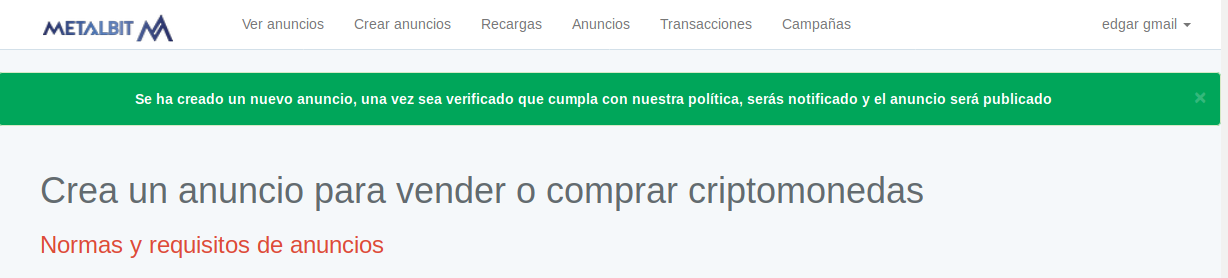 METALBIT Ver anuncios Crear anuncios Recargas Anuncios Transacciones Campañas edgar gmail
Se ha creado un nuevo anuncio, una vez sea verificado que cumpla con nuestra política, serás notificado y el anuncio será publicado ×
Crea un anuncio para vender o comprar criptomonedas
Normas y requisitos de anuncios